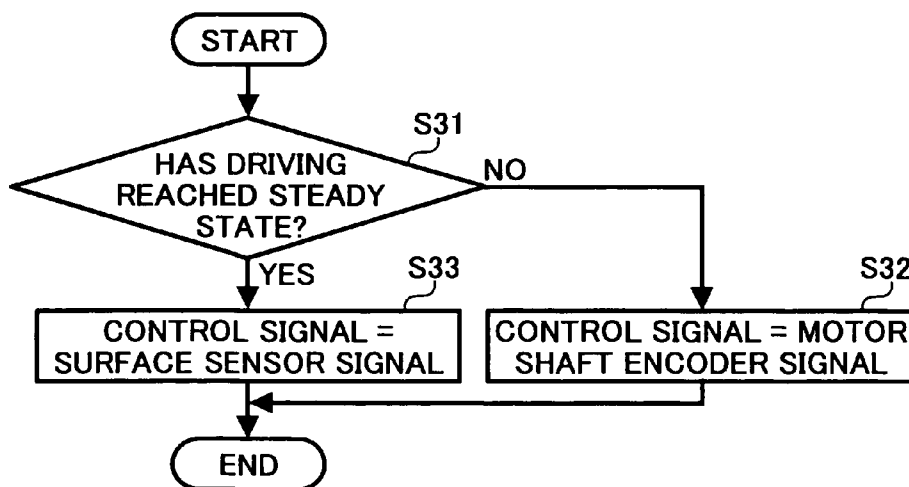 START
S31
HAS DRIVING
REACHED STEADY
STATE?
NO
YES
S33
CONTROL SIGNAL =
SURFACE SENSOR SIGNAL
S32
CONTROL SIGNAL = MOTOR
SHAFT ENCODER SIGNAL
END